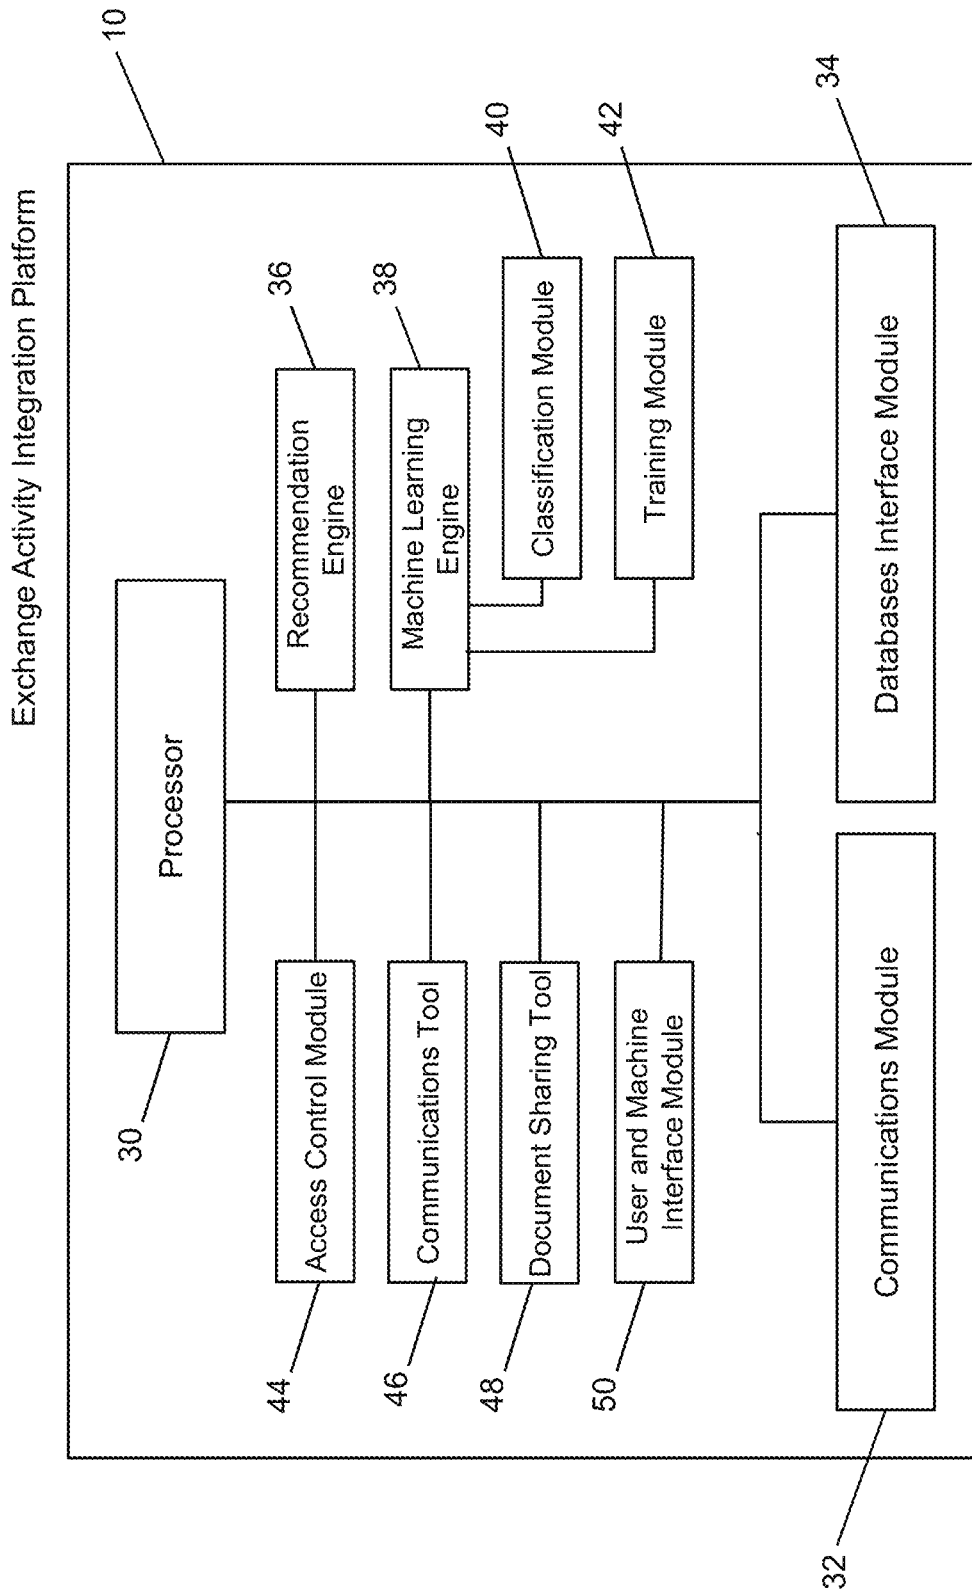 Exchange Activity Integration Platform
10
Processor
30
Access Control Module
44
Recommendation
Engine
36
Communications Tool
46
Machine Learning
Engine
38
Document Sharing Tool
48
Classification Module
40
User and Machine
Interface Module
50
Training Module
42
Communications Module
32
Databases Interface Module
34